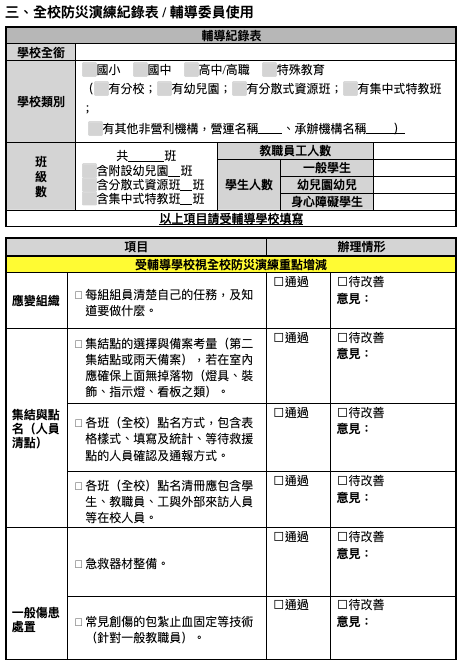 三、全校防災演練紀錄表 / 輔導委員使用
輔導紀錄表
學校全銜
學校類別
國小 國中 高中/高職 特殊教育
（ 有分校； 有幼兒園； 有分散式資源班； 有集中式特教班
；
有其他非營利機構，營運名稱____、承辦機構名稱_____）
班
級
數
共______班
含附設幼兒園__班
含分散式資源班__班
含集中式特教班__班
教職員工人數
學生人數
一般學生
幼兒園幼兒
身心障礙學生
以上項目請受輔導學校填寫
項目 辦理情形
受輔導學校視全校防災演練重點增減
應變組織
□ 每組組員清楚自己的任務，及知
道要做什麼。
□通過
□待改善
意見：
集結與點
名（人員
清點）
□ 集結點的選擇與備案考量（第二
集結點或雨天備案），若在室內
應確保上面無掉落物（燈具、裝
飾、指示燈、看板之類）。
□通過
□待改善
意見：
□ 各班（全校）點名方式，包含表
格樣式、填寫及統計、等待救援
點的人員確認及通報方式。
□通過
□待改善
意見：
□ 各班（全校）點名清冊應包含學
生、教職員、工與外部來訪人員
等在校人員。
□通過
□待改善
意見：
一般傷患
處置
□ 急救器材整備。
□通過
□待改善
意見：
□ 常見創傷的包紮止血固定等技術
（針對一般教職員）。
□通過
□待改善
意見：